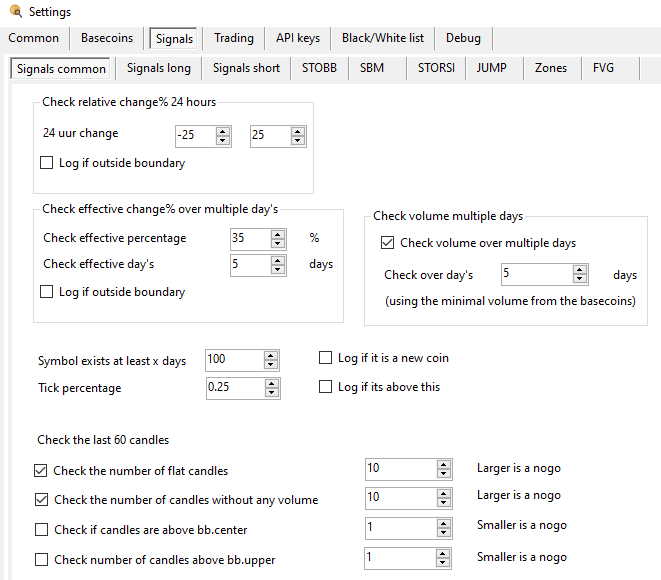 Settings
Common Basecoins Signals Trading API keys Black/White list Debug
Signals common Signals long Signals short STOBB SBM STORSI JUMP Zones FVG
Check relative change% 24 hours
24 uur change -25 25
Log if outside boundary
Check effective change% over multiple day's
Check effective percentage 35 %
Check effective day's 5 days
Log if outside boundary
Check volume multiple days
Check volume over multiple days
Check over day's 5 days
(using the minimal volume from the basecoins)
Symbol exists at least x days 100 Log if it is a new coin
Tick percentage 0.25 Log if its above this
Check the last 60 candles
Check the number of flat candles 10 Larger is a nogo
Check the number of candles without any volume 10 Larger is a nogo
Check if candles are above bb.center 1 Smaller is a nogo
Check number of candles above bb.upper 1 Smaller is a nogo